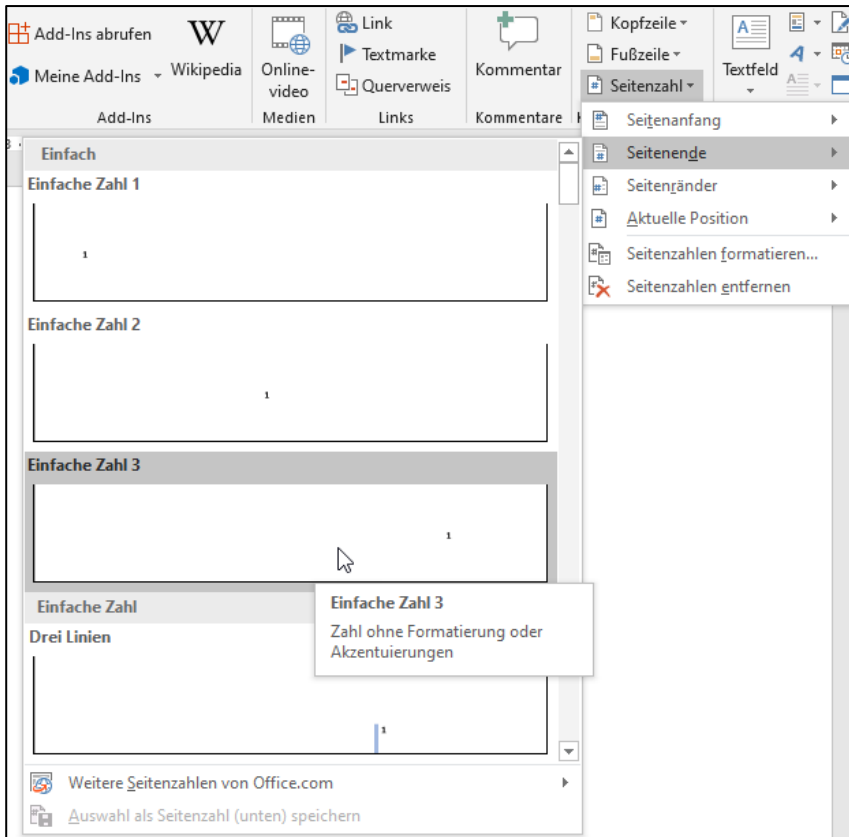 Add-Ins abrufen
Meine Add-Ins
W
Wikipedia
Online-
video
Link
Textmarke
Querverweis
Kommentar
Kopfzeile
Fußzeile
Seitenzahl
A
Textfeld
A
A
Add-Ins
Medien
Links
Kommentare
Seitenanfang
Seitenende
Seitenränder
Aktuelle Position
Seitenzahlen formatieren...
Seitenzahlen entfernen
3
Einfach
Einfache Zahl 1
1
Einfache Zahl 2
1
Einfache Zahl 3
1
Einfache Zahl 3
Zahl ohne Formatierung oder
Akzentuierungen
Einfache Zahl
Drei Linien
1
Weitere Seitenzahlen von Office.com
Auswahl als Seitenzahl (unten) speichern